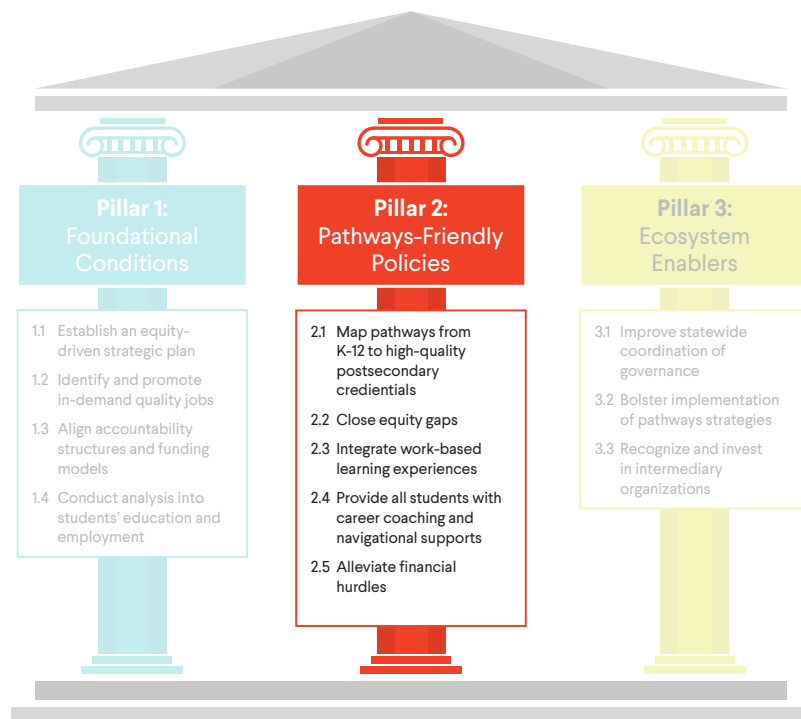 Pillar 1:
Foundational
Conditions
1.1 Establish an equity-
driven strategic plan
1.2 Identify and promote
in-demand quality jobs
1.3 Align accountability
structures and funding
models
1.4 Conduct analysis into
students’ education and
employment
Pillar 2:
Pathways-Friendly
Policies
2.1 Map pathways from
K-12 to high-quality
postsecondary
credentials
2.2 Close equity gaps
2.3 Integrate work-based
learning experiences
2.4 Provide all students with
career coaching and
navigational supports
2.5 Alleviate financial
hurdles
Pillar 3:
Ecosystem
Enablers
3.1 Improve statewide
coordination of
governance
3.2 Bolster implementation
of pathways strategies
3.3 Recognize and invest
in intermediary
organizations